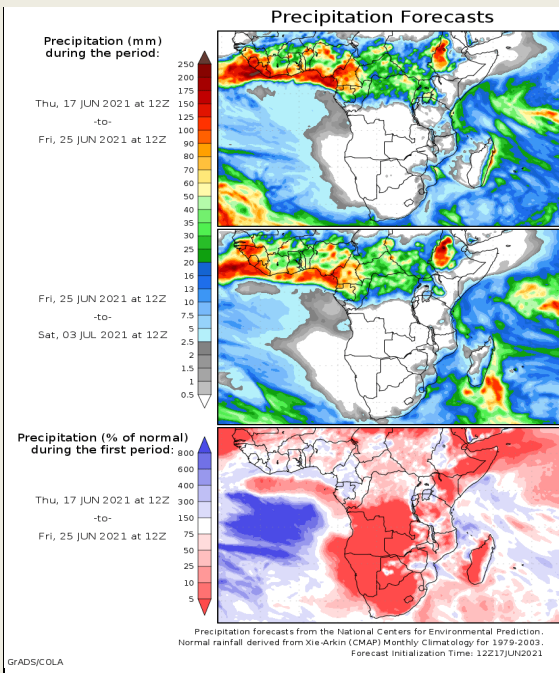 Precipitation Forecasts
Precipitation (mm)
during the period:
Thu, 17 JUN 2021 at 12Z
-to-
Fri, 25 JUN 2021 at 12Z
250
200
175
150
125
100
90
80
70
60
50
40
35
30
25
20
16
13
10
7.5
5
2.5
2
1.5
1
0.5
Fri, 25 JUN 2021 at 12Z
-to-
Sat, 03 JUL 2021 at 12Z
Precipitation (% of normal)
during the first period:
Thu, 17 JUN 2021 at 12Z
-to-
Fri, 25 JUN 2021 at 12Z
800
600
400
300
150
75
50
25
10
5
Precipitation forecasts from the National Centers for Environmental Prediction.
Normal rainfall derived from Xie-Arkin (CMAP) Monthly Climatology for 1979-2003.
Forecast Initialization Time: 12Z17JUN2021
GrADS/COLA